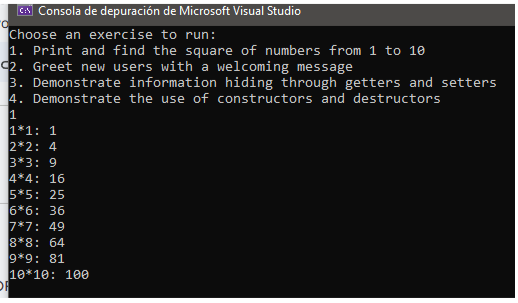 Consola de depuración de Microsoft Visual Studio
Choose an exercise to run:
1. Print and find the square of numbers from 1 to 10
2. Greet new users with a welcoming message
3. Demonstrate information hiding through getters and setters
4. Demonstrate the use of constructors and destructors
1
1*1: 1
2*2: 4
3*3: 9
4*4: 16
5*5: 25
6*6: 36
7*7: 49
8*8: 64
9*9: 81
10*10: 100